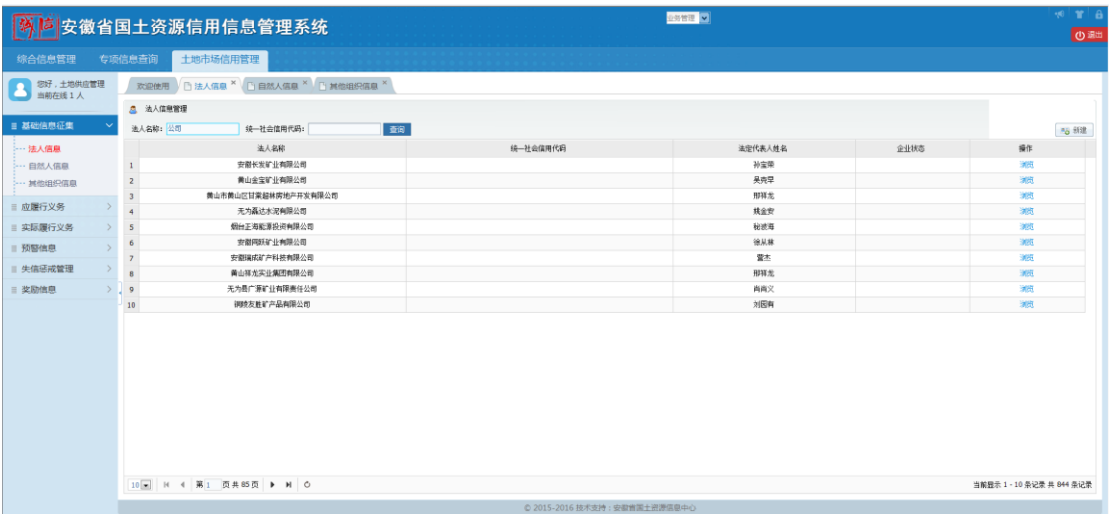 诚信 安徽省国土资源信用信息管理系统
业务管理
退出
综合信息管理 专项信息查询 土地市场信用管理
您好，土地供应管理
当前在线 1 人
欢迎使用 法人信息 × 自然人信息 × 其他组织信息 ×
法人信息管理
基础信息征集
法人名称: 公司 统一社会信用代码: 查询 新建
法人信息
自然人信息
其他组织信息
应履行义务
实际履行义务
预警信息
失信惩戒管理
奖励信息
法人名称 统一社会信用代码 法定代表人姓名 企业状态 操作
1 安徽长发矿业有限公司 孙宝荣 浏览
2 黄山金宝矿业有限公司 吴克早 浏览
3 黄山市黄山区甘棠超林房地产开发有限公司 邢祥龙 浏览
4 无为磊达水泥有限公司 姚金安 浏览
5 烟台正海能源投资有限公司 秘波海 浏览
6 安徽同跃矿业有限公司 徐从林 浏览
7 安徽瑞成矿产科技有限公司 杰 浏览
8 黄山祥龙实业集团有限公司 邢祥龙 浏览
9 无为县广源矿业有限责任公司 肖尚义 浏览
10 铜陵友胜矿产品有限公司 刘国有 浏览
10 第 1 页 共 85 页
当前显示 1 - 10 条记录 共 844 条记录
© 2015-2016 技术支持：安徽省国土资源信息中心